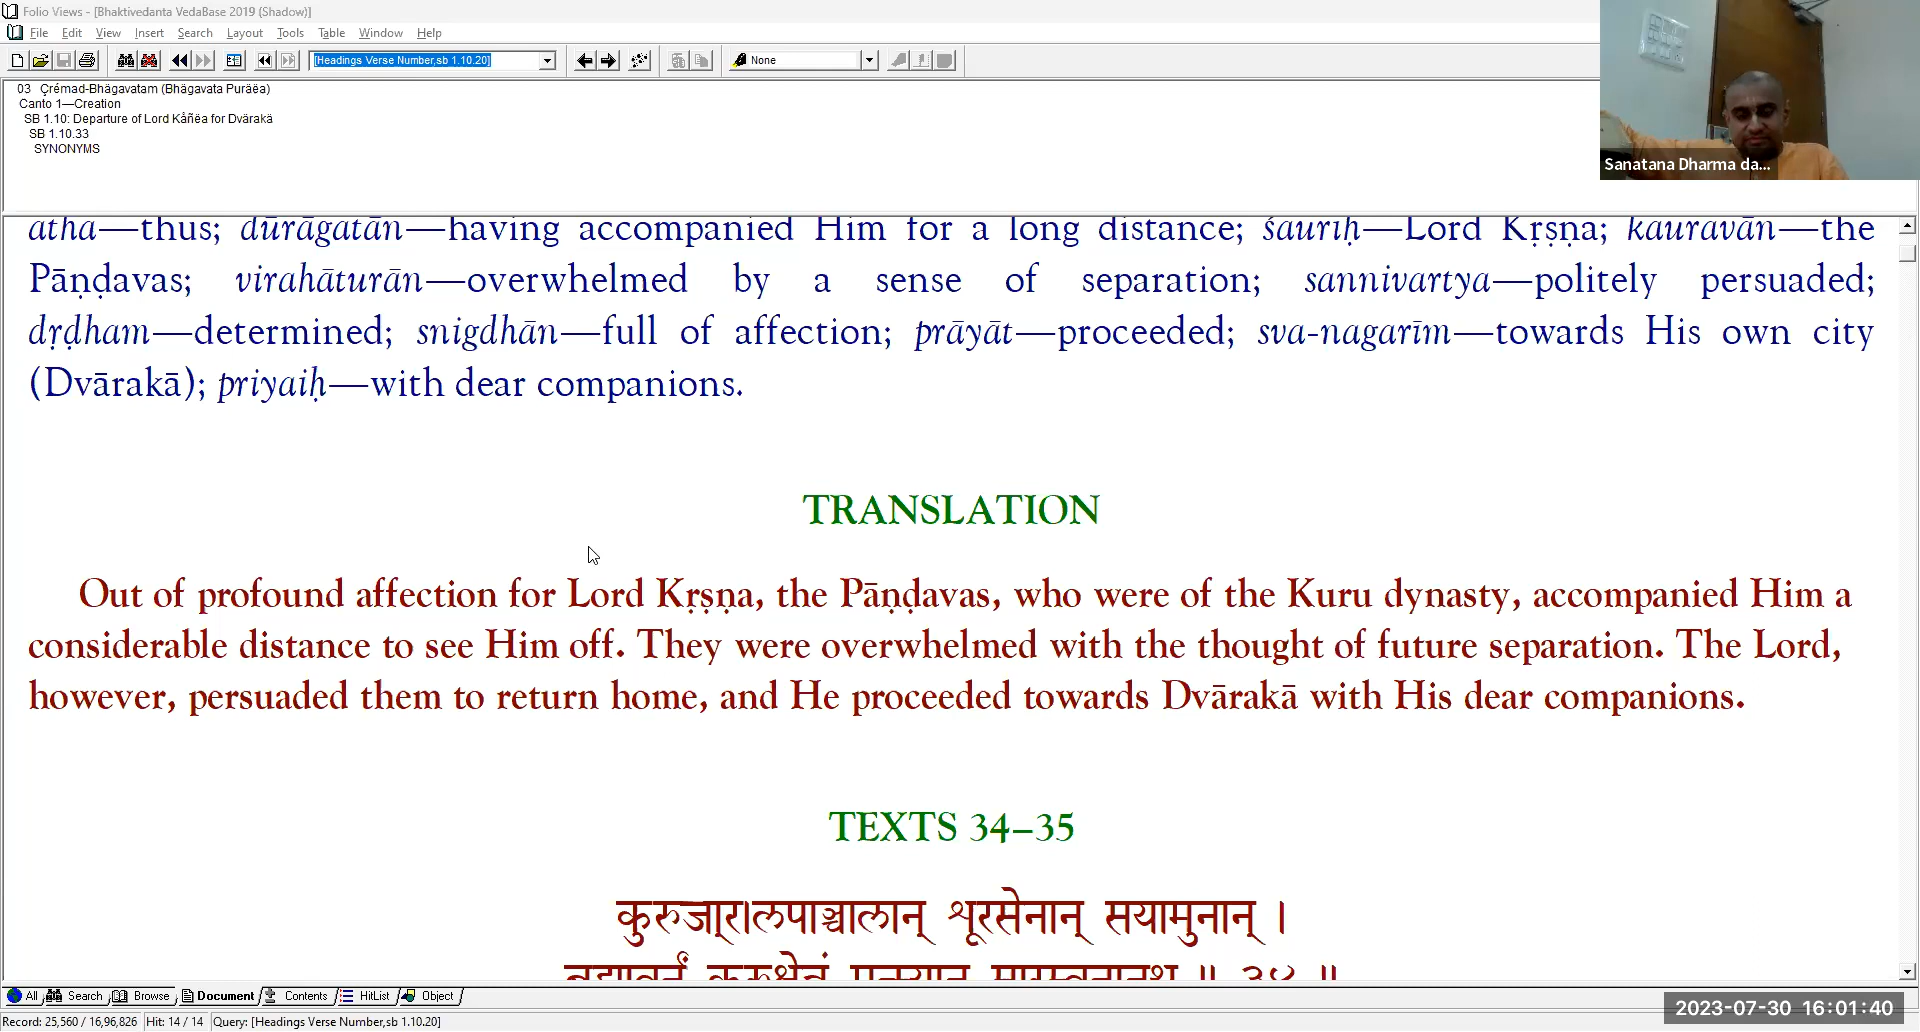 Folio Views - [Bhaktivedanta VedaBase 2019 (Shadow)]
File Edit View Insert Search Layout Tools Table Window Help
[Headings Verse Number,sb 1.10.20] None
03 Çrémad-Bhägavatam (Bhägavata Puräëa)
Canto 1—Creation
SB 1.10: Departure of Lord Kåñëa for Dvärakä
SB 1.10.33
SYNONYMS
Sanatana Dharma da...
atha—thus; dūrāgatān—having accompanied Him for a long distance; śauriḥ—Lord Kṛṣṇa; kauravān—the
Pāṇḍavas; virahāturān—overwhelmed by a sense of separation; sannivartya—politely persuaded;
dṛḍham—determined; snigdhān—full of affection; prāyāt—proceeded; sva-nagarīm—towards His own city
(Dvārakā); priyaiḥ—with dear companions.
TRANSLATION
Out of profound affection for Lord Kṛṣṇa, the Pāṇḍavas, who were of the Kuru dynasty, accompanied Him a
considerable distance to see Him off. They were overwhelmed with the thought of future separation. The Lord,
however, persuaded them to return home, and He proceeded towards Dvārakā with His dear companions.
TEXTS 34–35
शूरसेनान् सयामुनान् ।
All Search Browse Document Contents HitList Object
Record: 25,560 / 16,96,826 Hit: 14 / 14 Query: [Headings Verse Number,sb 1.10.20]
2023-07-30 16:01:40